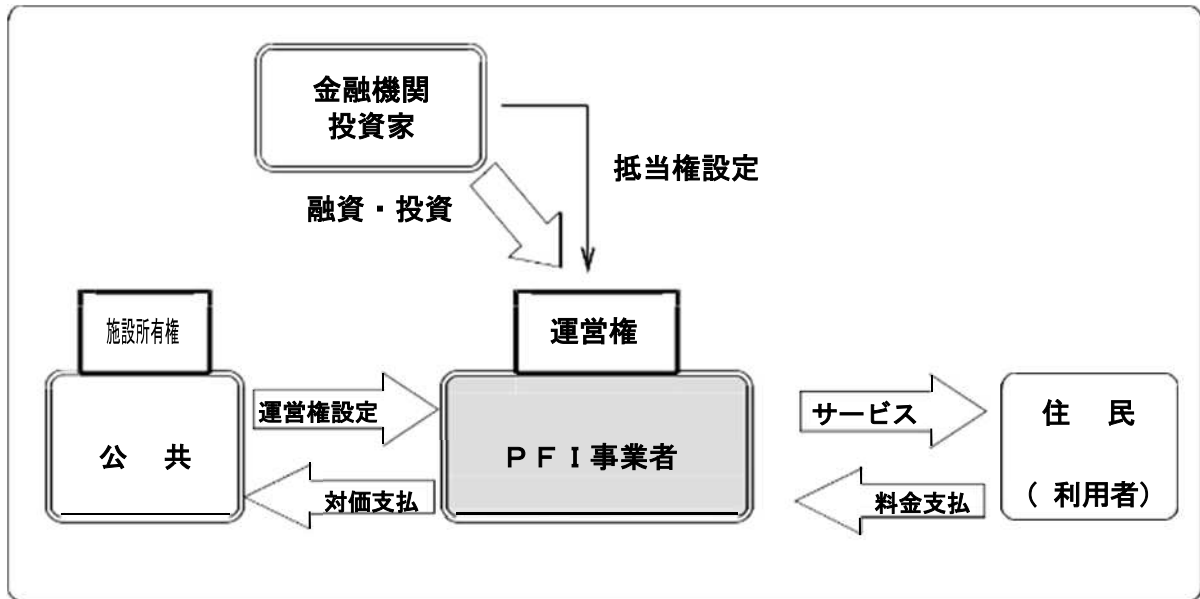 金融機関
投資家
抵当権設定
融資・投資
施設所有権
運営権
運営権設定
サービス
住 民
公 共
PFI事業者
対価支払
料金支払
( 利用者)